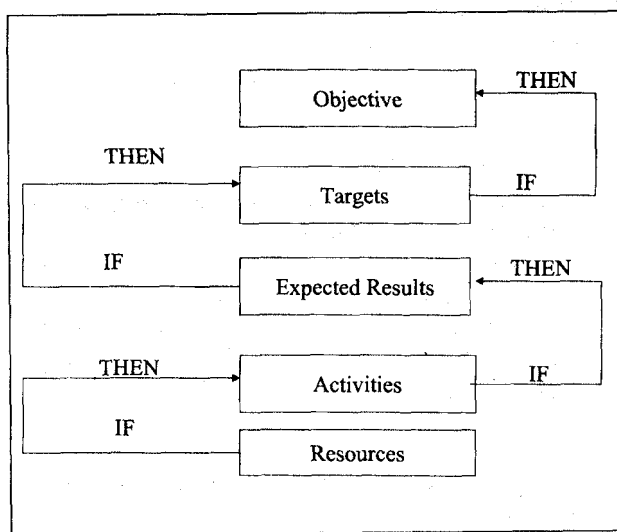 THEN
Objective
THEN
Targets
IF
IF
Expected Results
THEN
THEN
Activities
IF
IF
Resources